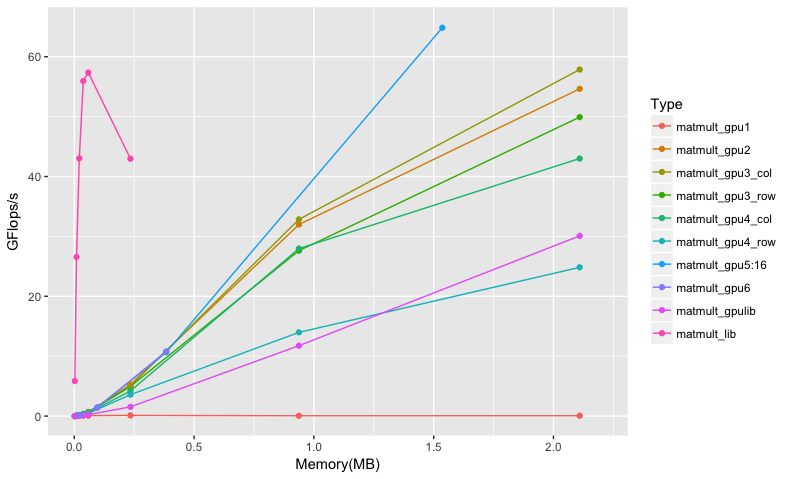 60
40
20
0
GFlops/s
0.0 0.5 1.0 1.5 2.0
Memory(MB)
Type
matmult_gpu1
matmult_gpu2
matmult_gpu3_col
matmult_gpu3_row
matmult_gpu4_col
matmult_gpu4_row
matmult_gpu5:16
matmult_gpu6
matmult_gpulib
matmult_lib